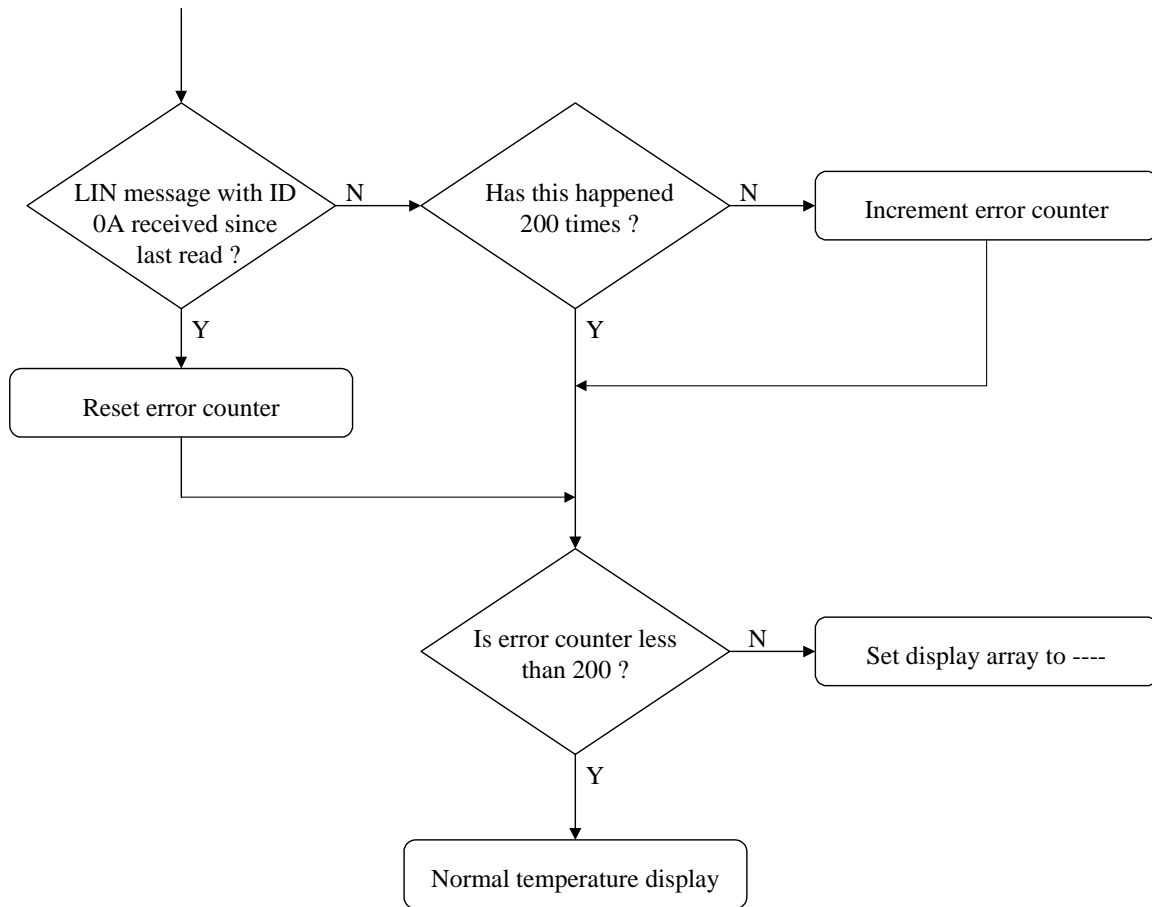 LIN message with ID
0A received since
last read ?
N
Has this happened
200 times ?
N
Increment error counter
Y
Y
Reset error counter
Is error counter less
than 200 ?
N
Set display array to ----
Y
Normal temperature display